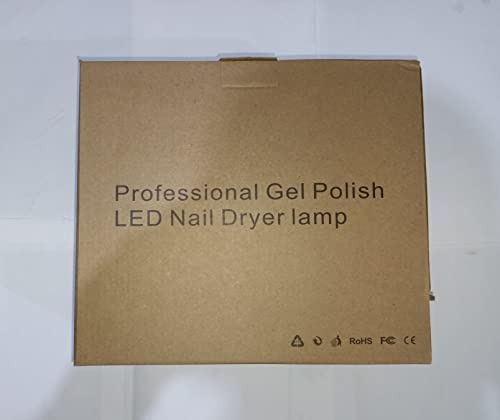 Professional Gel Polish
LED Nail Dryer lamp
RoHS FC CE